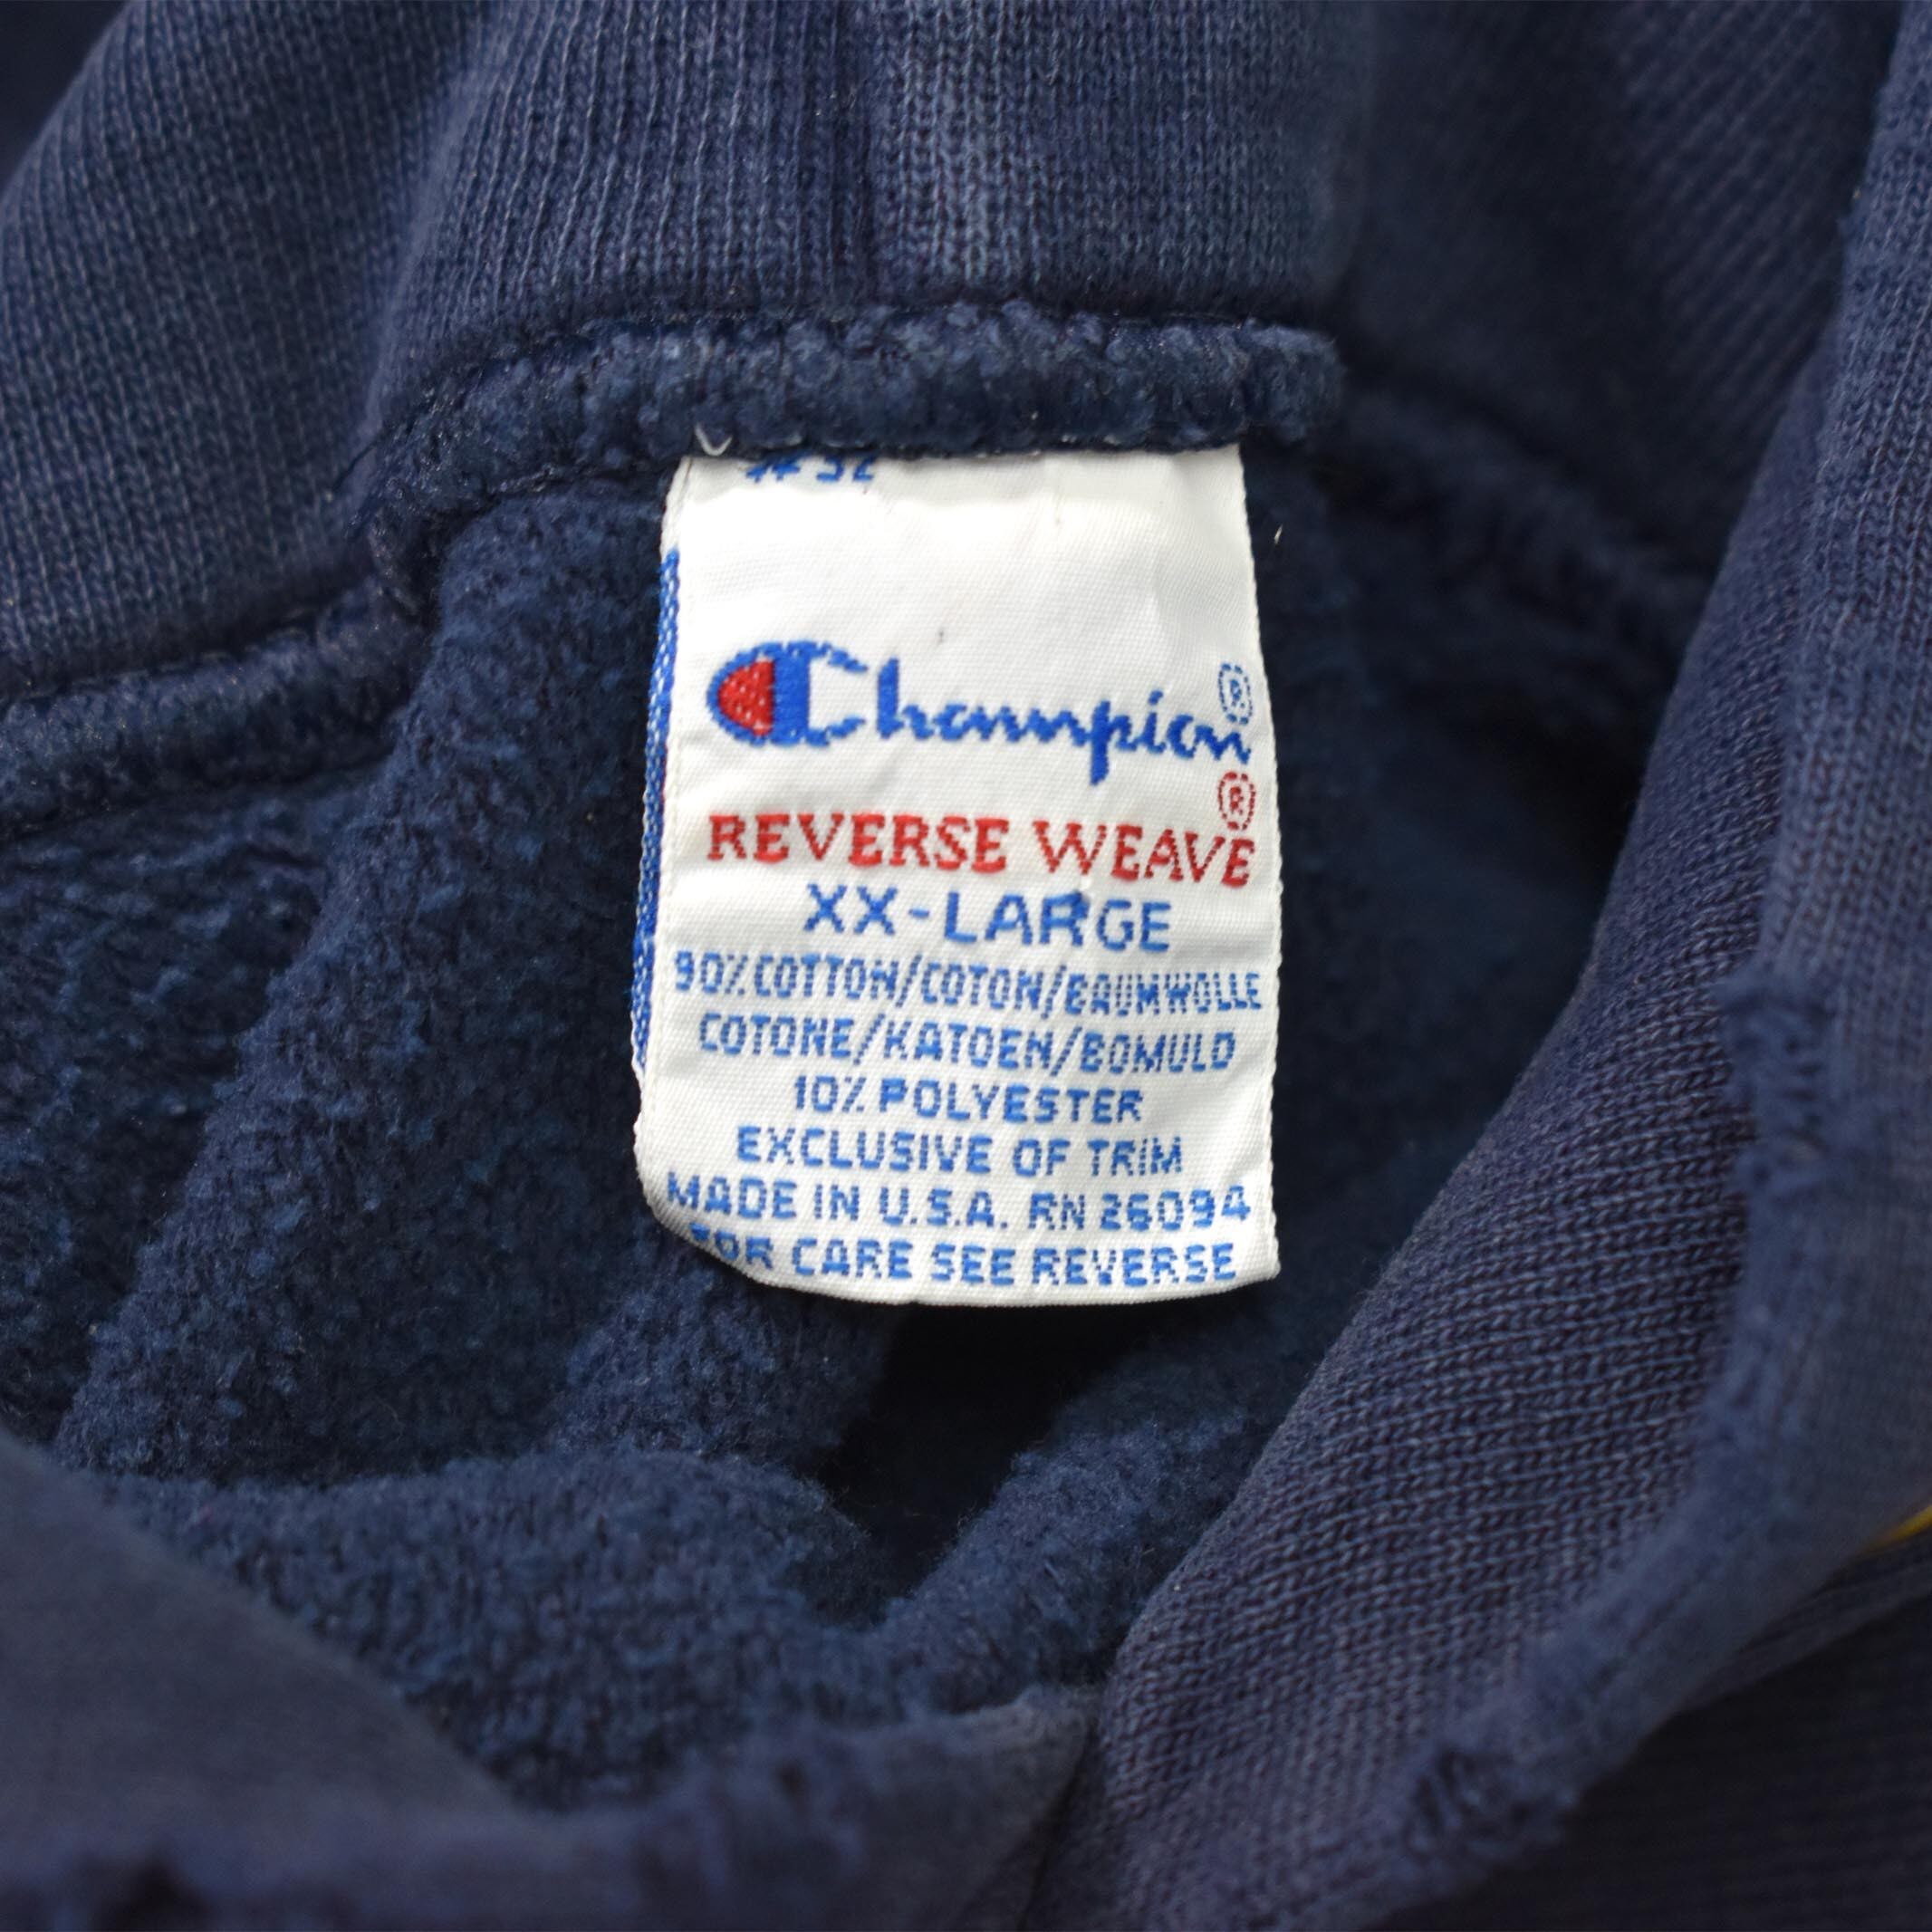 #32
Champion®
REVERSE WEAVE®
XX-LARGE
90% COTTON/COTON/BAUMWOLLE
COTONE/KATOEN/BOMULD
10% POLYESTER
EXCLUSIVE OF TRIM
MADE IN U.S.A. RN 26094
FOR CARE SEE REVERSE